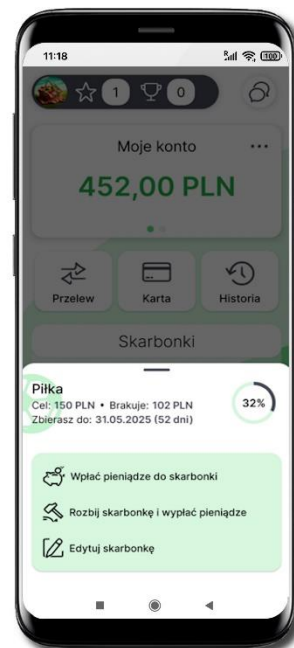 11:18
100
1
0
Moje konto
452,00 PLN
Przelew
Karta
Historia
Skarbonki
Piłka
Cel: 150 PLN • Brakuje: 102 PLN
Zbierasz do: 31.05.2025 (52 dni)
32%
Wpłać pieniądze do skarbonki
Rozbij skarbonkę i wypłać pieniądze
Edytuj skarbonkę